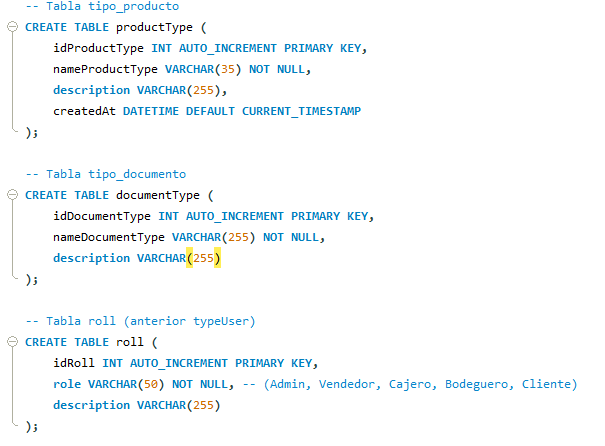 -- Tabla tipo_producto
CREATE TABLE productType (
idProductType INT AUTO_INCREMENT PRIMARY KEY,
nameProductType VARCHAR(35) NOT NULL,
description VARCHAR(255),
createdAt DATETIME DEFAULT CURRENT_TIMESTAMP
);
-- Tabla tipo_documento
CREATE TABLE documentType (
idDocumentType INT AUTO_INCREMENT PRIMARY KEY,
nameDocumentType VARCHAR(255) NOT NULL,
description VARCHAR(255)
);
-- Tabla roll (anterior typeUser)
CREATE TABLE roll (
idRoll INT AUTO_INCREMENT PRIMARY KEY,
role VARCHAR(50) NOT NULL, -- (Admin, Vendedor, Cajero, Bodeguero, Cliente)
description VARCHAR(255)
);